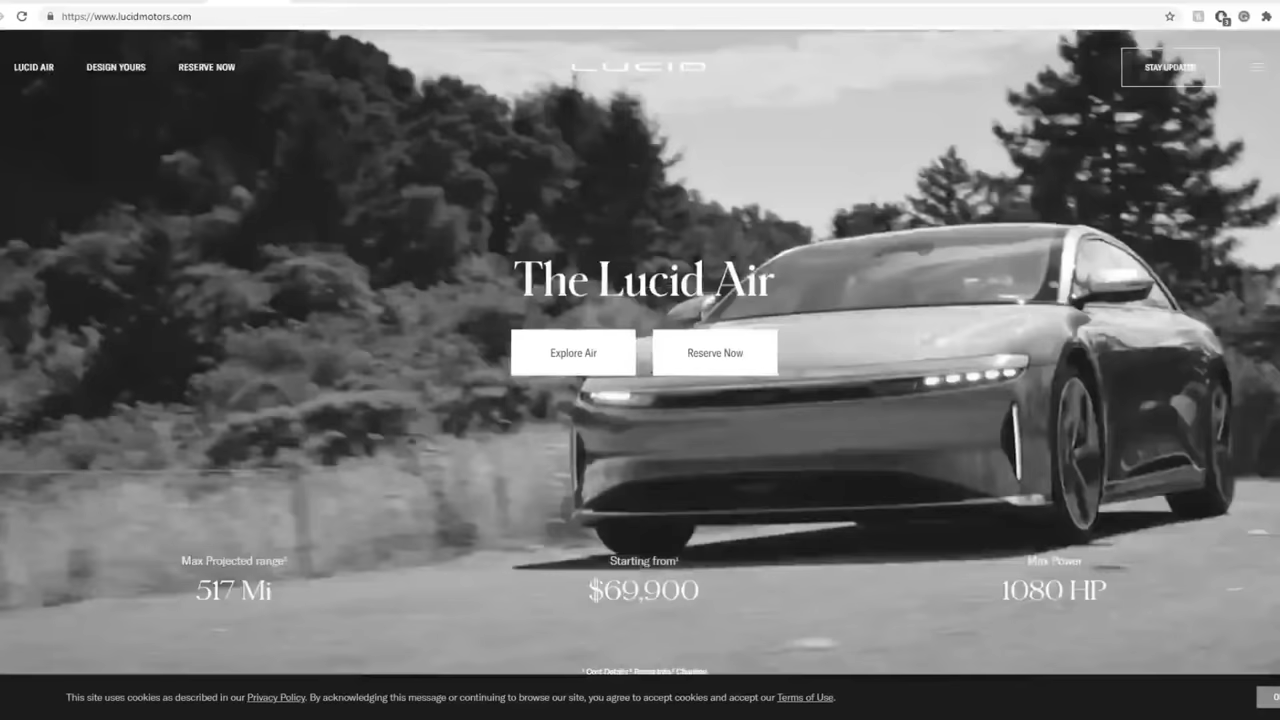 https://www.lucidmotors.com
LUCID AIR DESIGN YOURS RESERVE NOW LUCID STAY UPDATED
The Lucid Air
Explore Air Reserve Now
Max Projected range² Starting from¹ Max Power
517 Mi $69,900 1080 HP
This site uses cookies as described in our Privacy Policy. By acknowledging this message or continuing to browse our site, you agree to accept cookies and accept our Terms of Use.